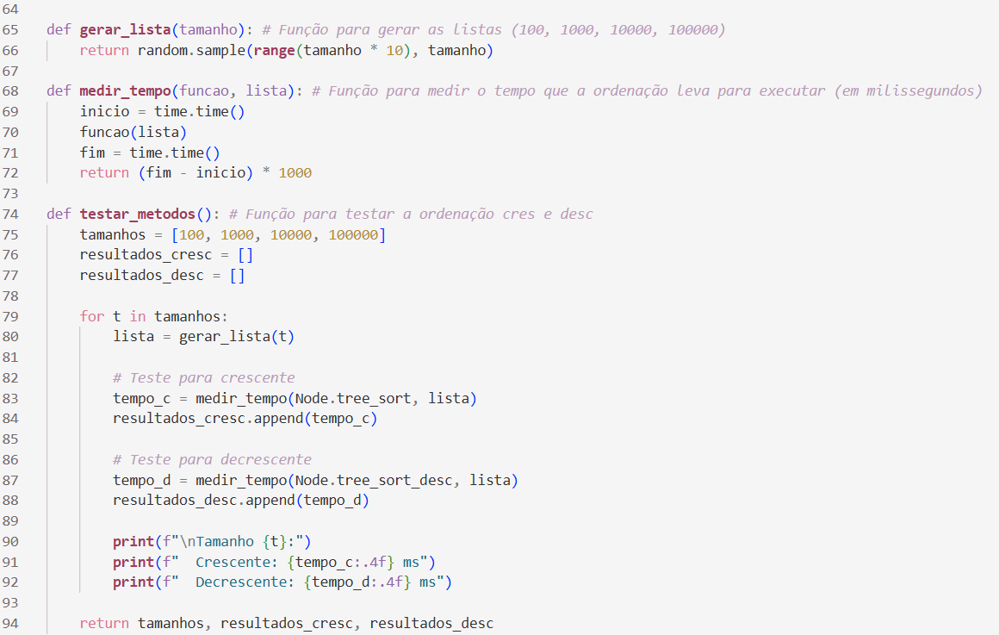 64
65 def gerar_lista(tamanho): # Função para gerar as listas (100, 1000, 10000, 100000)
66     return random.sample(range(tamanho * 10), tamanho)
67
68 def medir_tempo(funcao, lista): # Função para medir o tempo que a ordenação leva para executar (em milissegundos)
69     inicio = time.time()
70     funcao(lista)
71     fim = time.time()
72     return (fim - inicio) * 1000
73
74 def testar_metodos(): # Função para testar a ordenação cres e desc
75     tamanhos = [100, 1000, 10000, 100000]
76     resultados_cresc = []
77     resultados_desc = []
78
79     for t in tamanhos:
80         lista = gerar_lista(t)
81
82         # Teste para crescente
83         tempo_c = medir_tempo(Node.tree_sort, lista)
84         resultados_cresc.append(tempo_c)
85
86         # Teste para decrescente
87         tempo_d = medir_tempo(Node.tree_sort_desc, lista)
88         resultados_desc.append(tempo_d)
89
90         print(f"\nTamanho {t}:")
91         print(f"  Crescente: {tempo_c:.4f} ms")
92         print(f"  Decrescente: {tempo_d:.4f} ms")
93
94     return tamanhos, resultados_cresc, resultados_desc